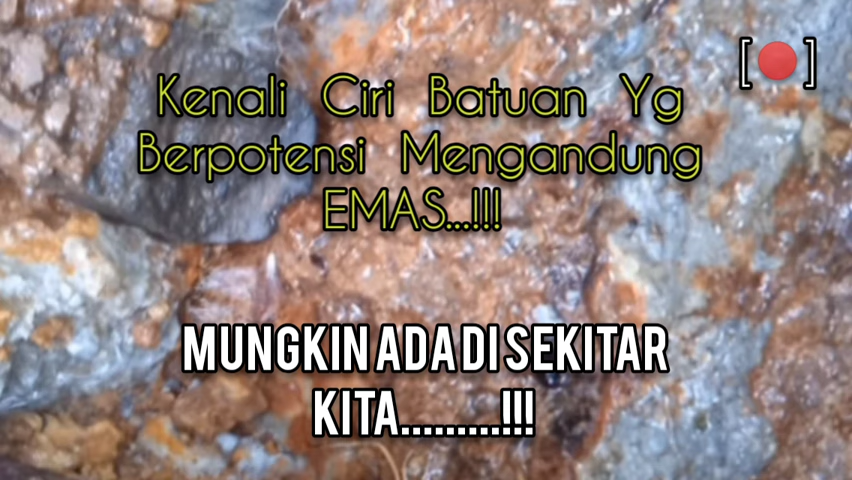 Kenali Ciri Batuan Yg
Berpotensi Mengandung
EMAS...!!!
MUNGKIN ADA DI SEKITAR
KITA.........!!!